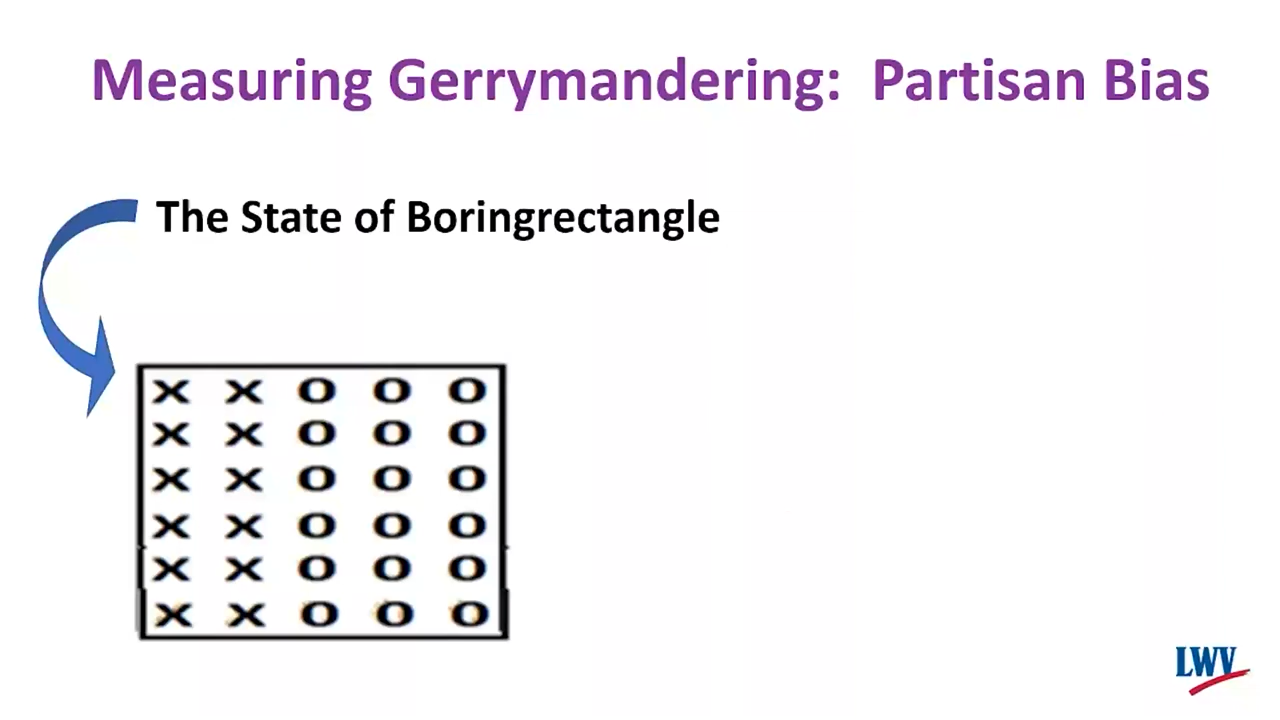 Measuring Gerrymandering: Partisan Bias
The State of Boringrectangle
X X O O O
X X O O O
X X O O O
X X O O O
X X O O O
X X O O O
LWV